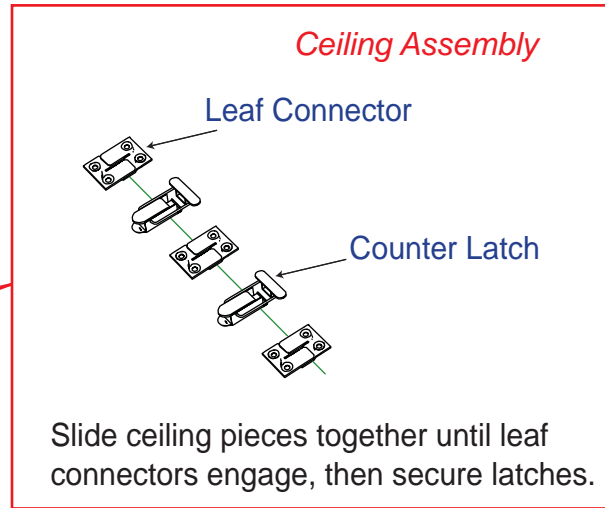 Ceiling Assembly
Leaf Connector
Counter Latch
Slide ceiling pieces together until leaf
connectors engage, then secure latches.